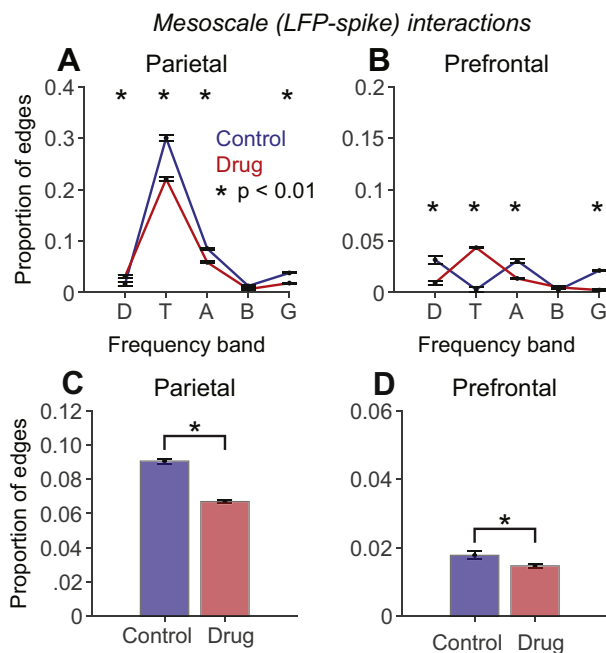 Mesoscale (LFP-spike) interactions
A Parietal
B Prefrontal
Proportion of edges
0.4
0.3
0.2
0.1
0
* * * *
Control
Drug
* p < 0.01
D T A B G
0.2
0.15
0.1
0.05
0
* * * *
D T A B G
Frequency band
Frequency band
C Parietal
D Prefrontal
Proportion of edges
0.12
0.10
0.08
0.06
0.04
.02
0
*
Control Drug
0.06
0.04
0.02
0
*
Control Drug